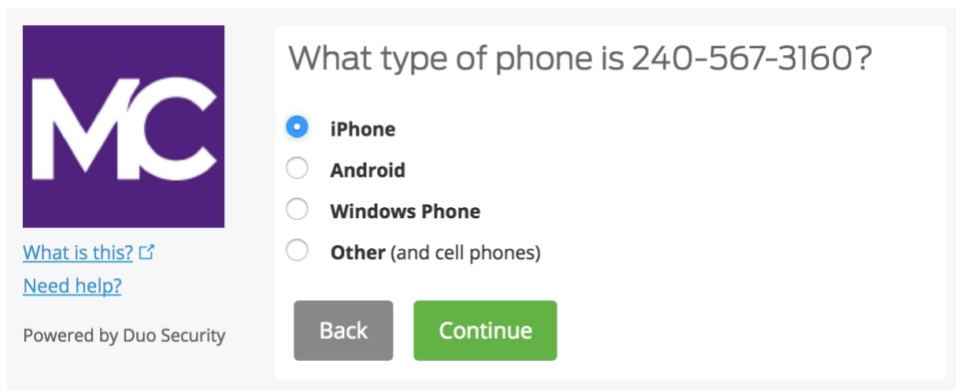 MC
What is this?
Need help?
Powered by Duo Security
What type of phone is 240-567-3160?
iPhone
Android
Windows Phone
Other (and cell phones)
Back
Continue